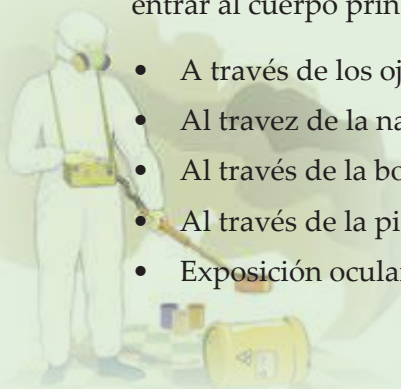 entrar al cuerpo prin
• A través de los oj
• Al travez de la na
• Al través de la bo
• Al través de la pi
• Exposición ocular